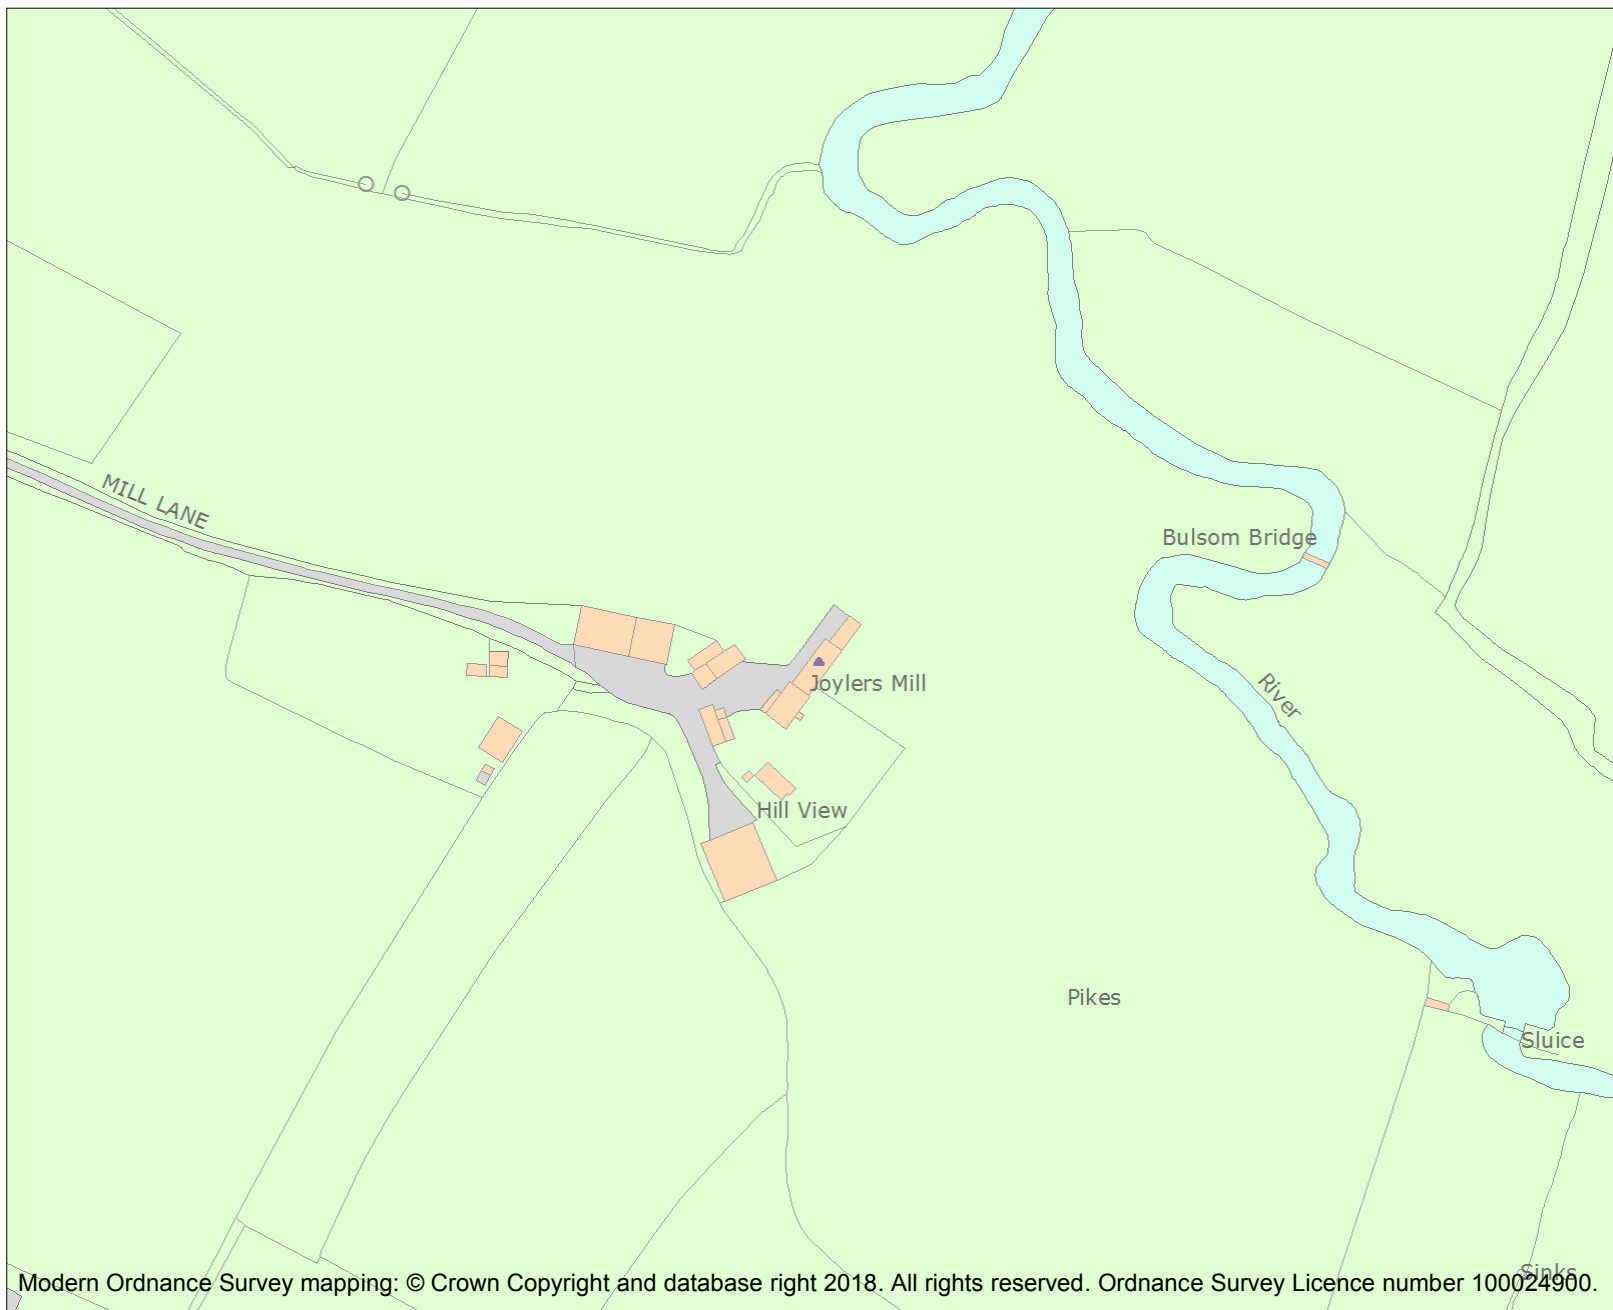 MILL LANE
Bulsom Bridge
Joylers Mill
River
Hill View
Pikes
Sluice
Sinks
Modern Ordnance Survey mapping: © Crown Copyright and database right 2018. All rights reserved. Ordnance Survey Licence number 100024900.